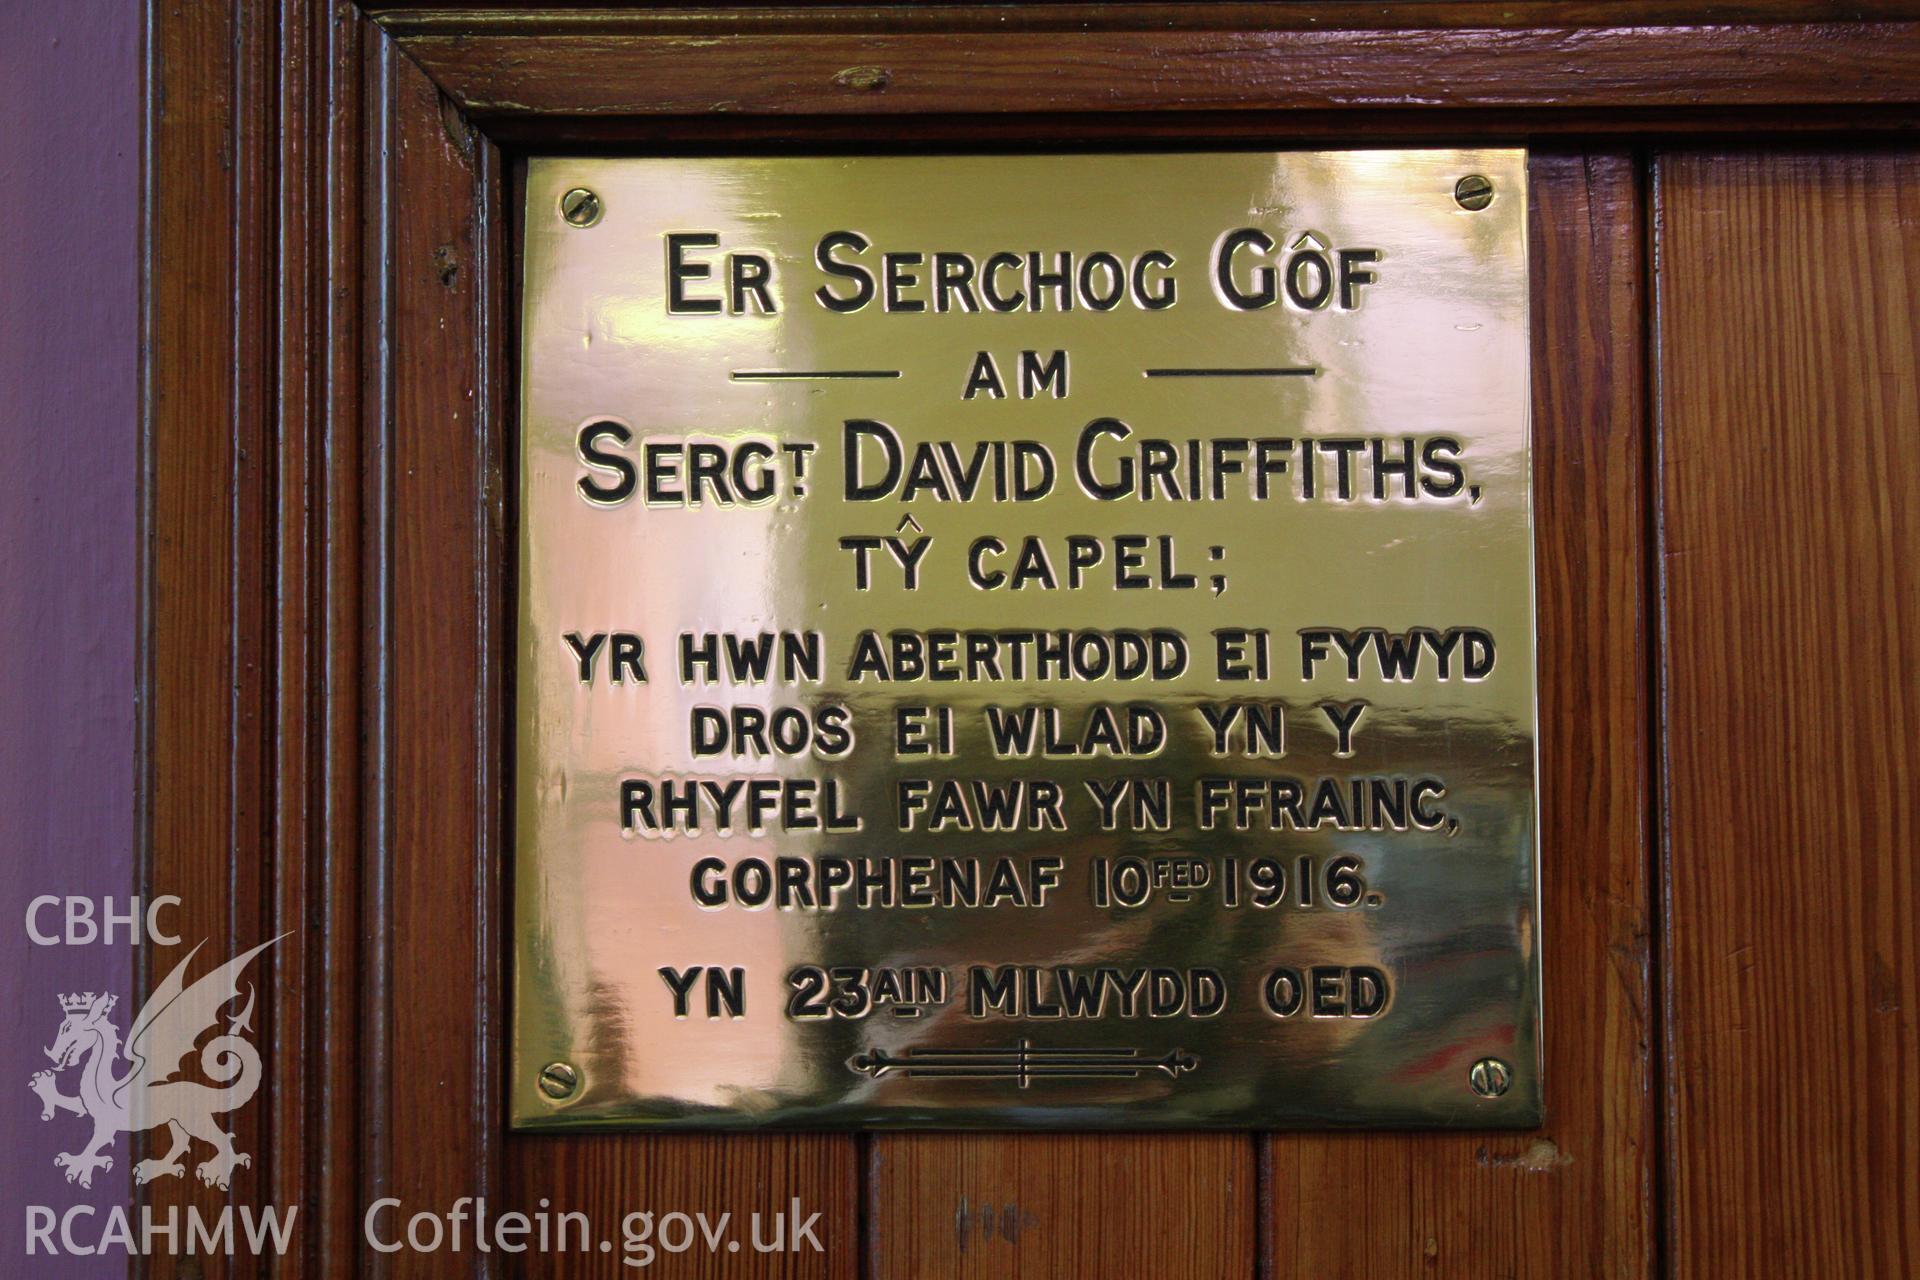 Er Serchog Gôf
AM
Sergt. David Griffiths,
TŶ CAPEL;
YR HWN ABERTHODD EI FYWYD
DROS EI WLAD YN Y
RHYFEL FAWR YN FFRAINC,
GORPHENAF 10FED 1916.
YN 23AIN MLWYDD OED
CBHC
RCAHMW
Coflein.gov.uk